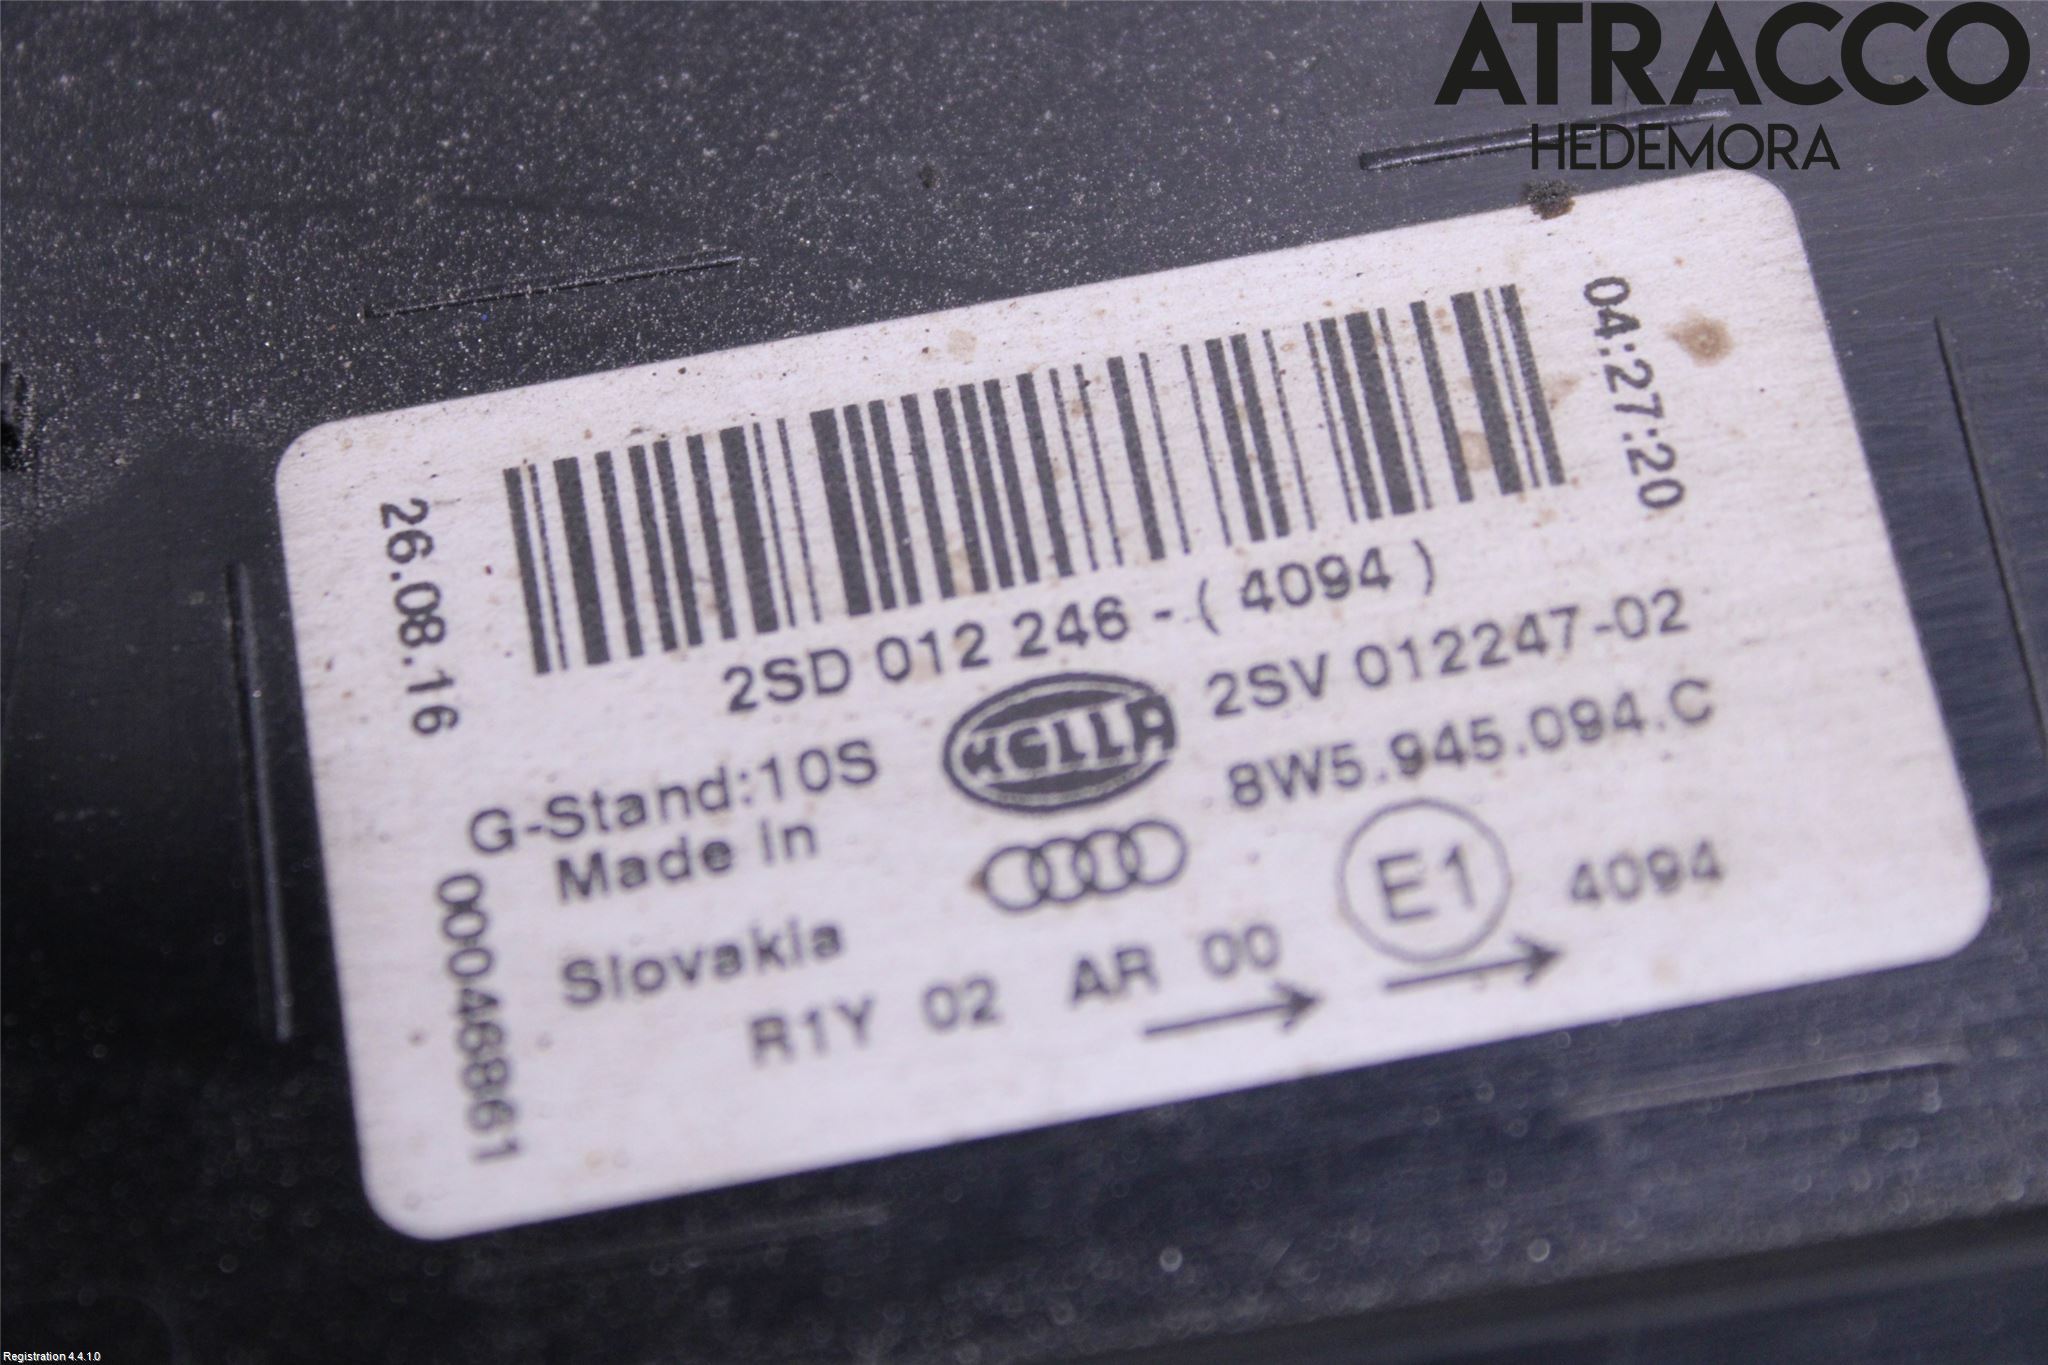 ATRACCO
HEDEMORA
04:27:20
26.08.16
2SD 012 246 - ( 4094 )
HELLA
2SV 012247-02
G-Stand:10S
8W5.945.094.C
Made in
Slovakia
E1
4094
R1Y 02 AR 00
00046861
Registration 4.4.1.0